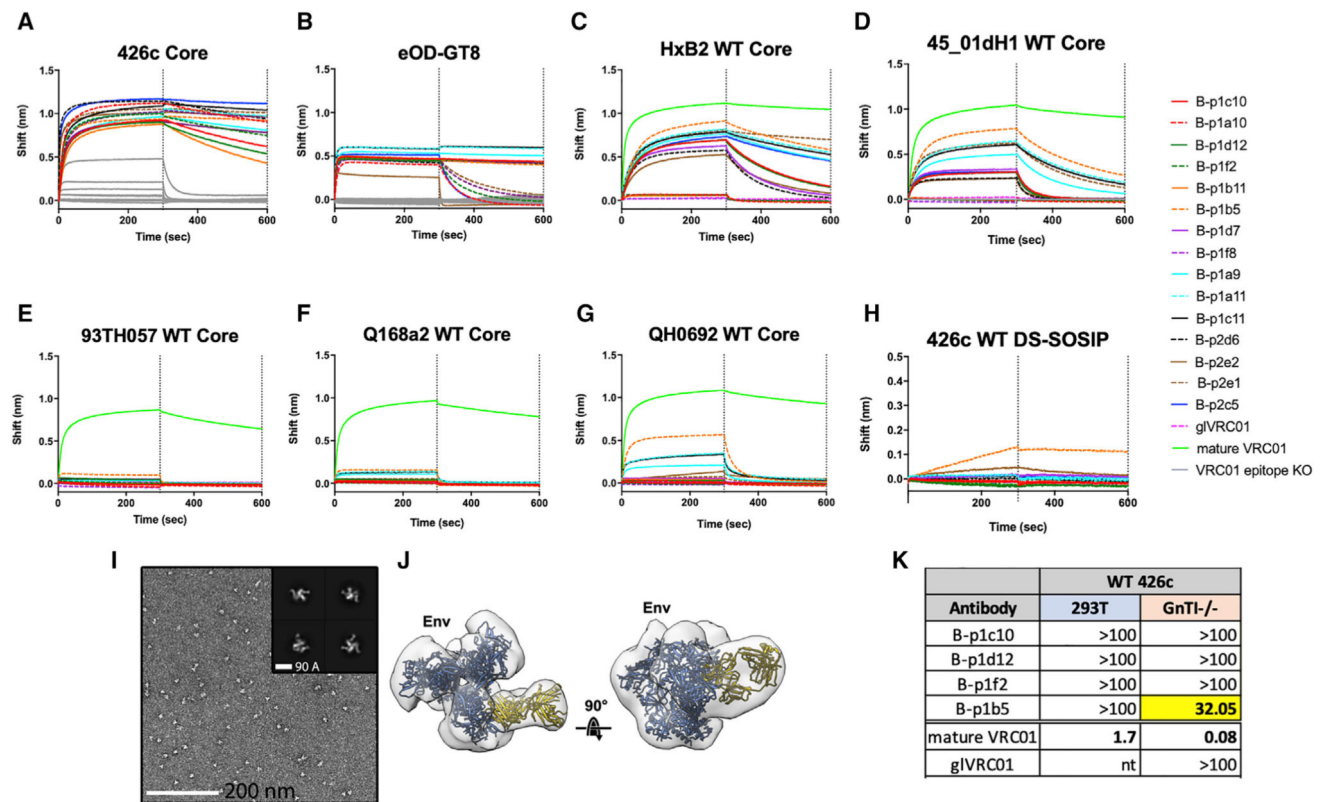 A
426c Core
Shift (nm)
1.5
1.0
0.5
0.0
0
200
400
600
Time (sec)
B
eOD-GT8
Shift (nm)
1.5
1.0
0.5
0.0
0
200
400
600
Time (sec)
C
HxB2 WT Core
Shift (nm)
1.5
1.0
0.5
0.0
0
200
400
600
Time (sec)
D
45_01dH1 WT Core
Shift (nm)
1.5
1.0
0.5
0.0
0
200
400
600
Time (sec)
B-p1c10
B-p1a10
B-p1d12
B-p1f2
B-p1b11
B-p1b5
B-p1d7
B-p1f8
B-p1a9
B-p1a11
B-p1c11
B-p2d6
B-p2e2
B-p2e1
B-p2c5
glVRC01
mature VRC01
VRC01 epitope KO
E
93TH057 WT Core
Shift (nm)
1.5
1.0
0.5
0.0
0
200
400
600
Time (sec)
F
Q168a2 WT Core
Shift (nm)
1.5
1.0
0.5
0.0
0
200
400
600
Time (sec)
G
QH0692 WT Core
Shift (nm)
1.5
1.0
0.5
0.0
0
200
400
600
Time (sec)
H
426c WT DS-SOSIP
Shift (nm)
0.5
0.4
0.3
0.2
0.1
0.0
200
400
600
Time (sec)
I
90 A
200 nm
J
Env
90°
Env
K
WT 426c
Antibody 293T GnTI-/-
B-p1c10 >100 >100
B-p1d12 >100 >100
B-p1f2 >100 >100
B-p1b5 >100 32.05
mature VRC01 1.7 0.08
glVRC01 nt >100